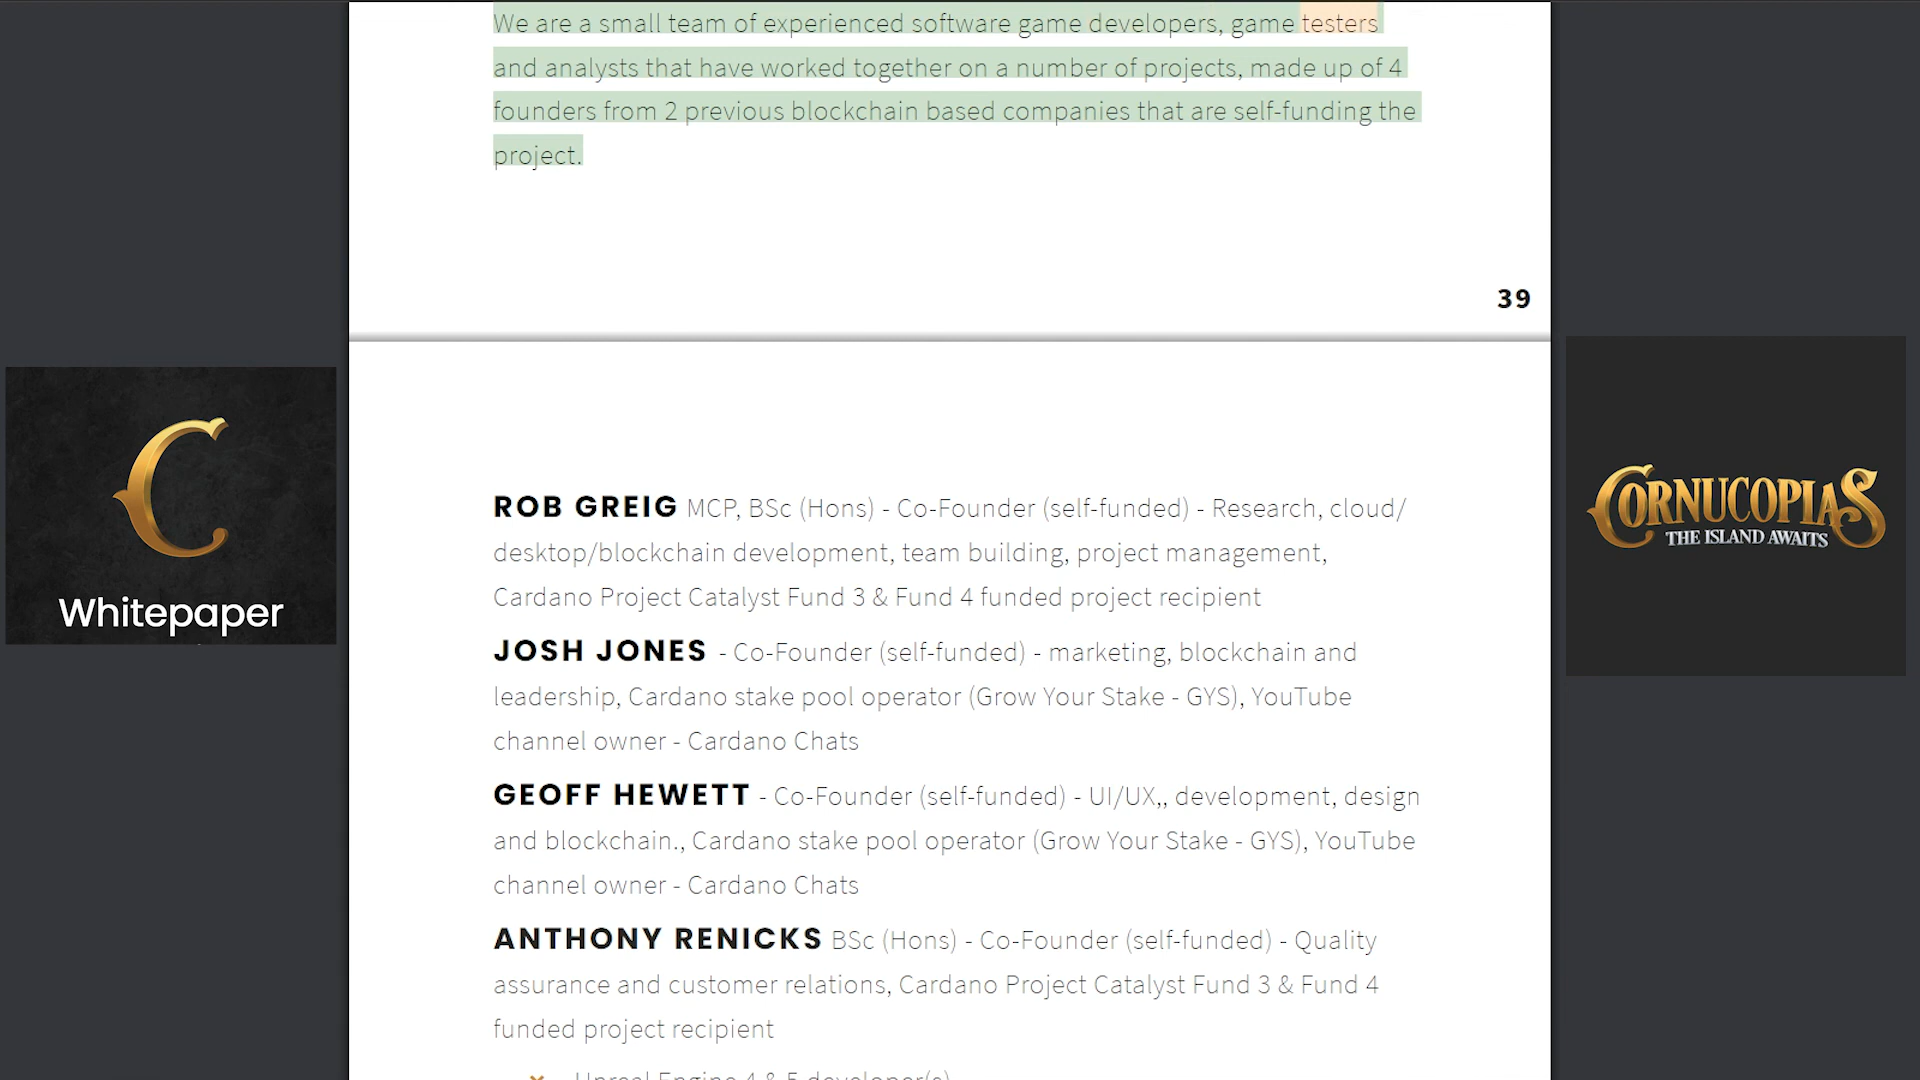 We are a small team of experienced software game developers, game testers
and analysts that have worked together on a number of projects, made up of 4
founders from 2 previous blockchain based companies that are self-funding the
project.
39
C
Whitepaper
CORNUCOPIAS
THE ISLAND AWAITS
ROB GREIG MCP, BSc (Hons) - Co-Founder (self-funded) - Research, cloud/
desktop/blockchain development, team building, project management,
Cardano Project Catalyst Fund 3 & Fund 4 funded project recipient
JOSH JONES - Co-Founder (self-funded) - marketing, blockchain and
leadership, Cardano stake pool operator (Grow Your Stake - GYS), YouTube
channel owner - Cardano Chats
GEOFF HEWETT - Co-Founder (self-funded) - UI/UX,, development, design
and blockchain., Cardano stake pool operator (Grow Your Stake - GYS), YouTube
channel owner - Cardano Chats
ANTHONY RENICKS BSc (Hons) - Co-Founder (self-funded) - Quality
assurance and customer relations, Cardano Project Catalyst Fund 3 & Fund 4
funded project recipient
Unreal Engine 4 & 5 developer(s)